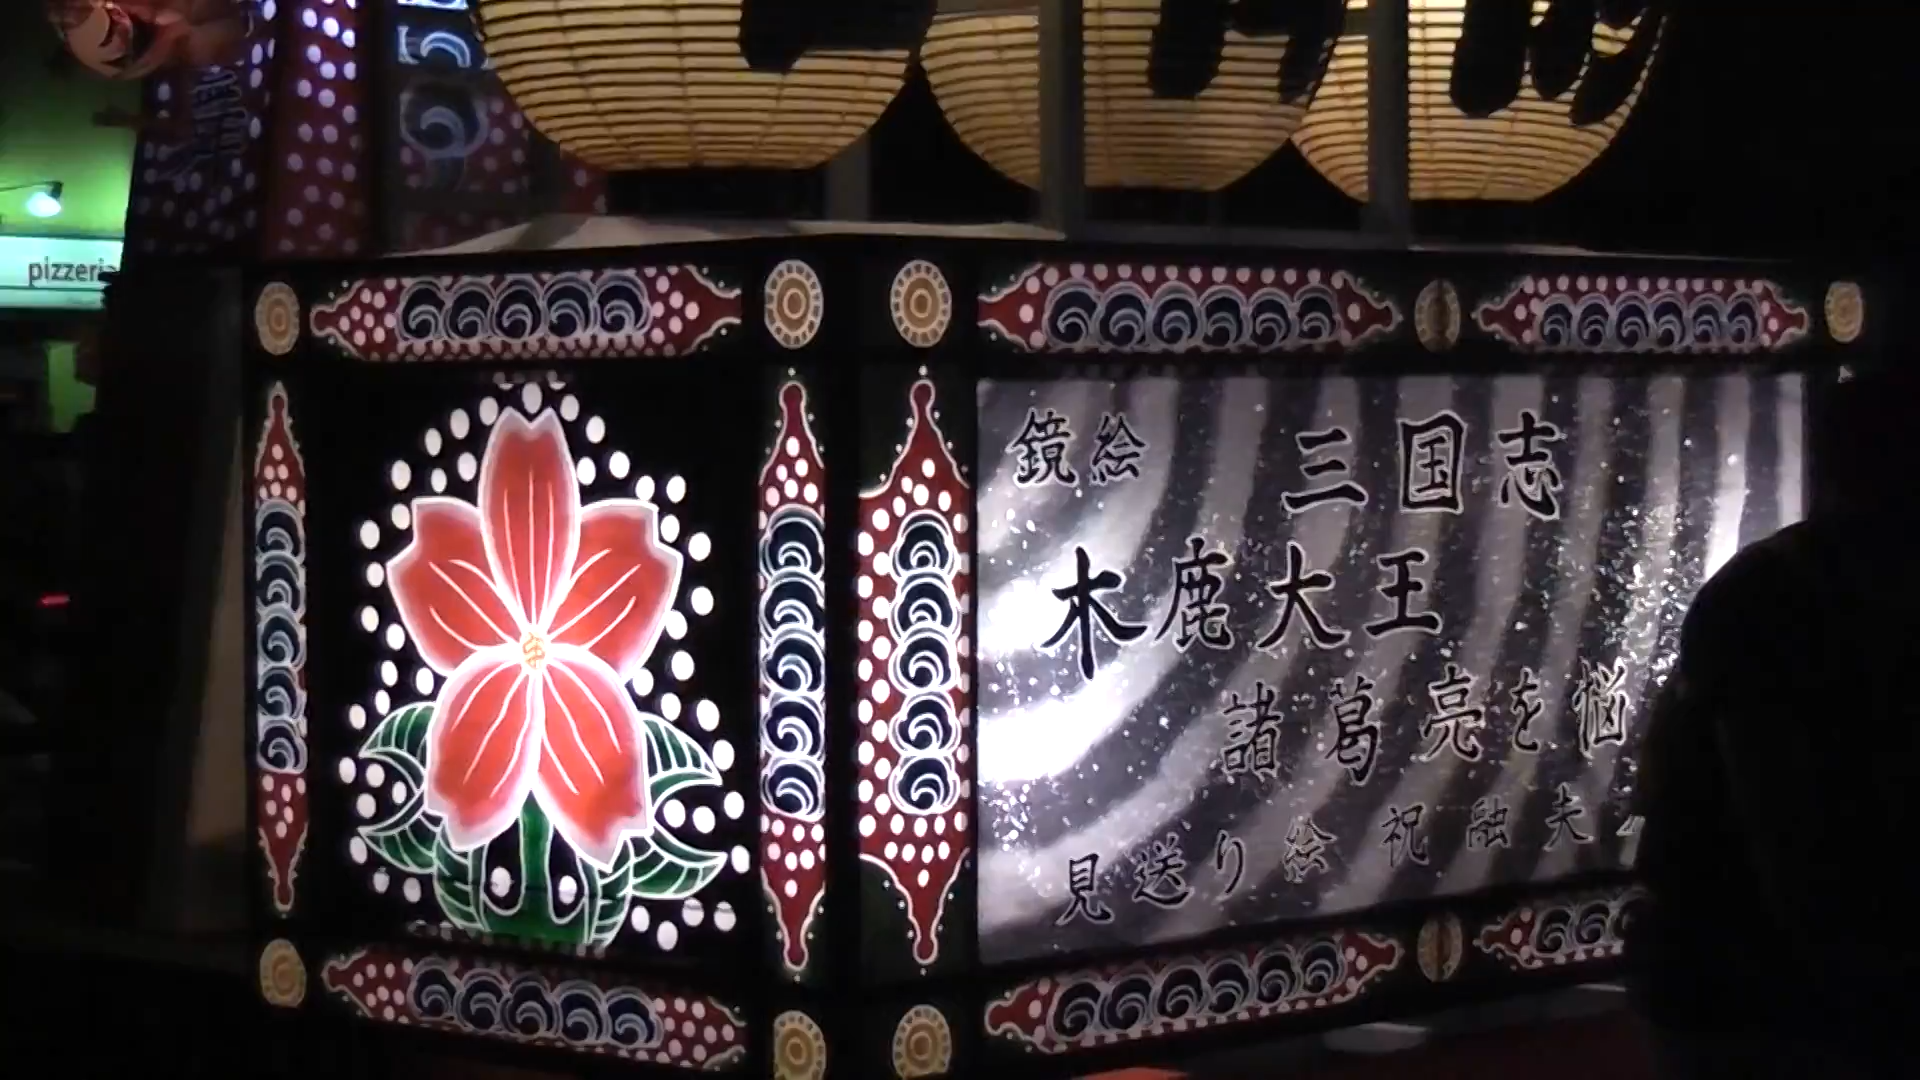 pizzeria
鏡絵 三国志
木鹿大王
諸葛亮を悩
見送り絵 祝融夫